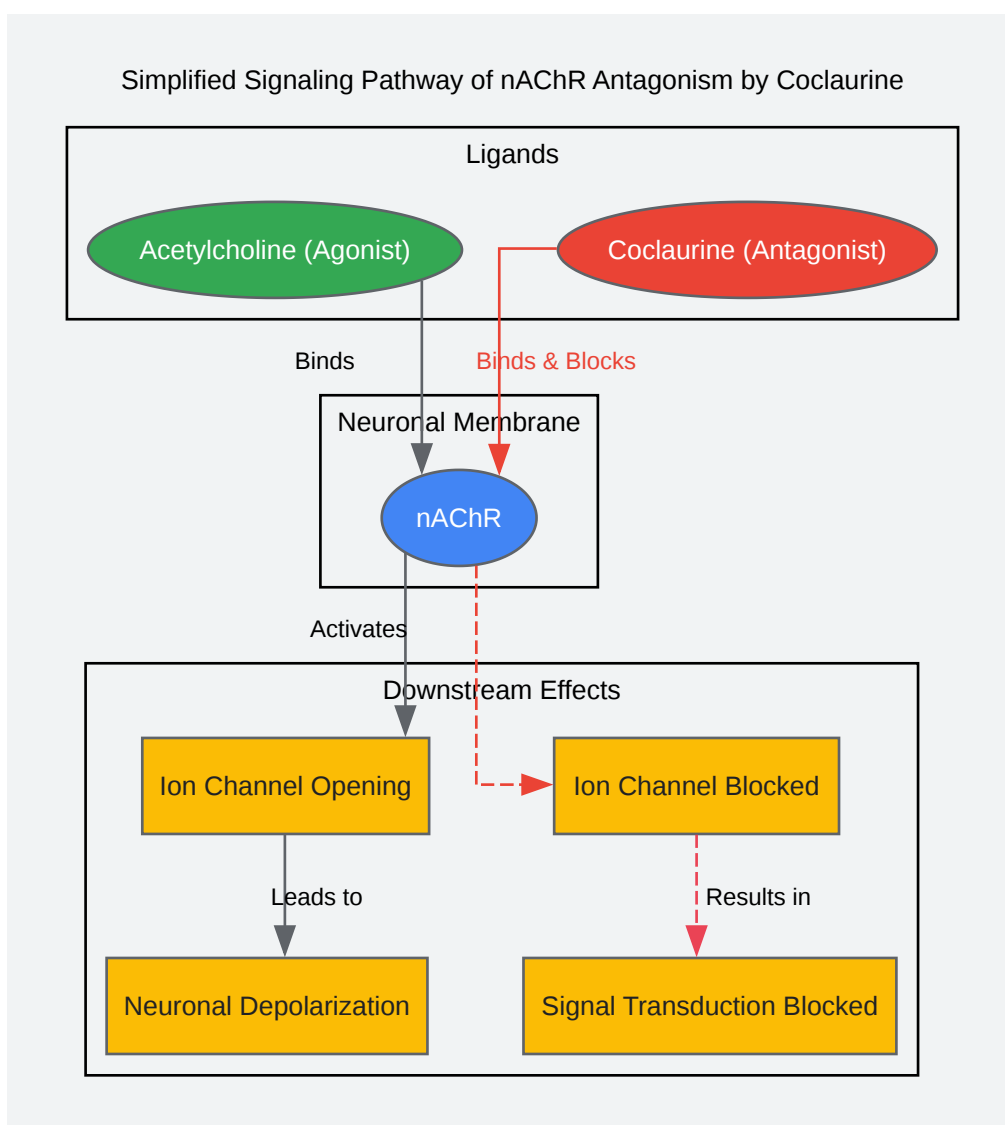 Simplified Signaling Pathway of nAChR Antagonism by Coclaurine
Ligands
Acetylcholine (Agonist)
Coclaurine (Antagonist)
Binds
Binds & Blocks
Neuronal Membrane
nAChR
Activates
Downstream Effects
Ion Channel Opening
Ion Channel Blocked
Leads to
Results in
Neuronal Depolarization
Signal Transduction Blocked